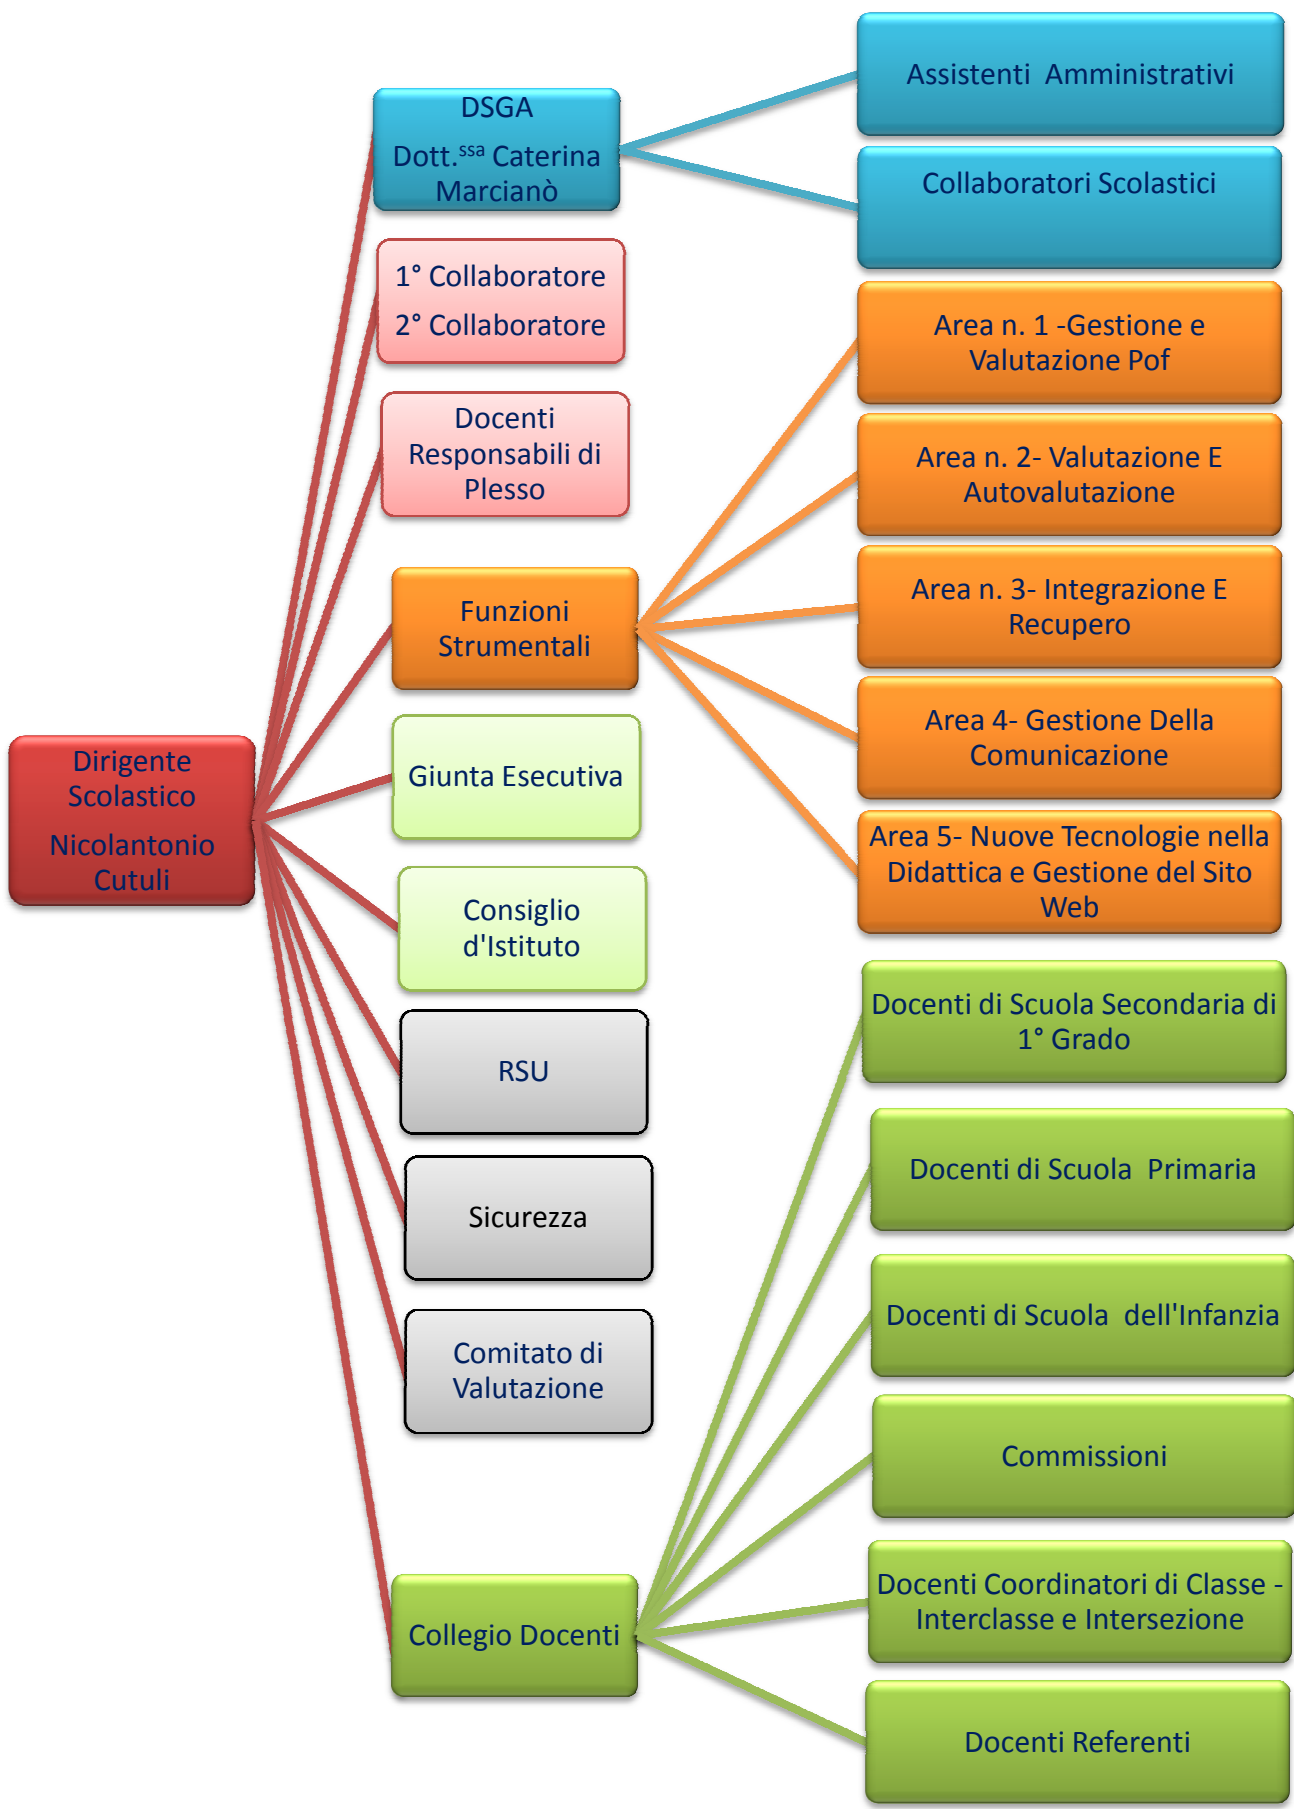 Dirigente
Scolastico
Nicolantonio
Cutuli
DSGA
Dott.ssa Caterina
Marcianò
Assistenti Amministrativi
Collaboratori Scolastici
1° Collaboratore
2° Collaboratore
Docenti
Responsabili di
Plesso
Funzioni
Strumentali
Area n. 1 -Gestione e
Valutazione Pof
Area n. 2- Valutazione E
Autovalutazione
Area n. 3- Integrazione E
Recupero
Area 4- Gestione Della
Comunicazione
Area 5- Nuove Tecnologie nella
Didattica e Gestione del Sito
Web
Giunta Esecutiva
Consiglio
d'Istituto
RSU
Sicurezza
Comitato di
Valutazione
Collegio Docenti
Docenti di Scuola Secondaria di
1° Grado
Docenti di Scuola Primaria
Docenti di Scuola dell'Infanzia
Commissioni
Docenti Coordinatori di Classe -
Interclasse e Intersezione
Docenti Referenti